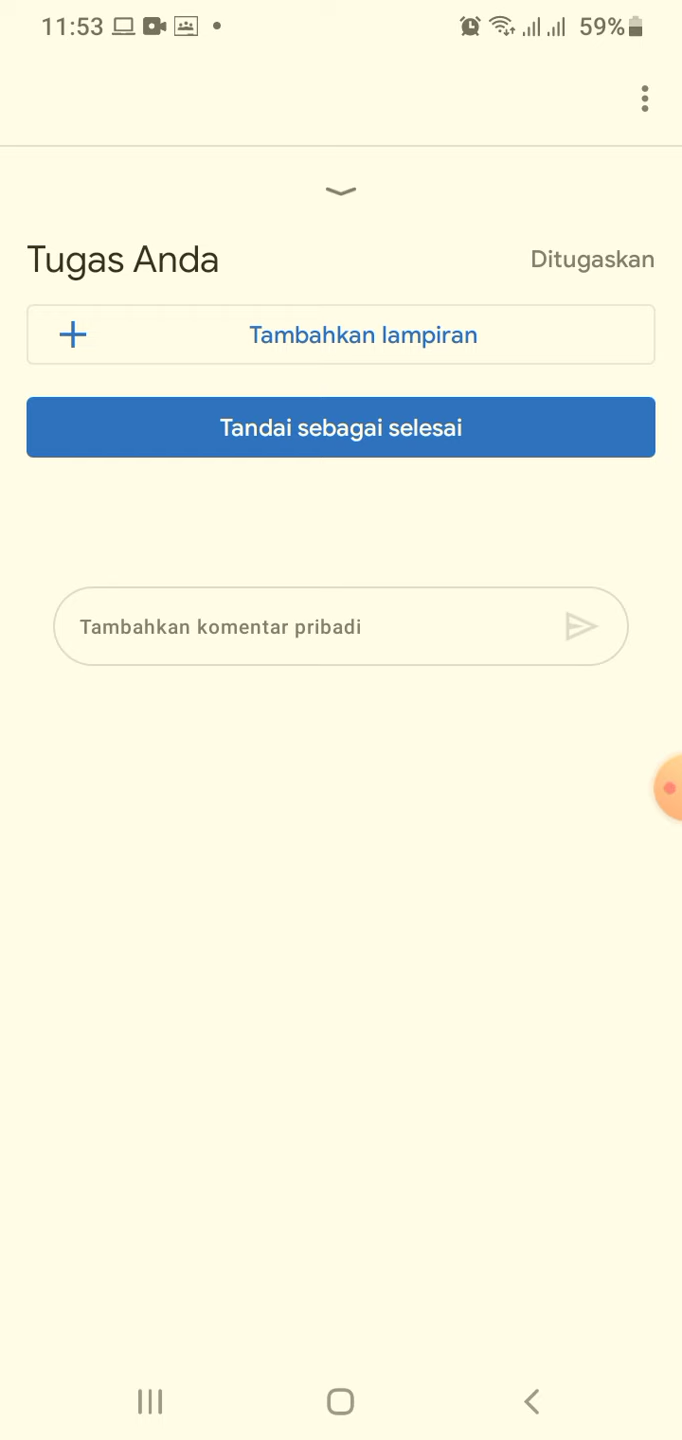 11:53 59%
Tugas Anda Ditugaskan
Tambahkan lampiran
Tandai sebagai selesai
Tambahkan komentar pribadi